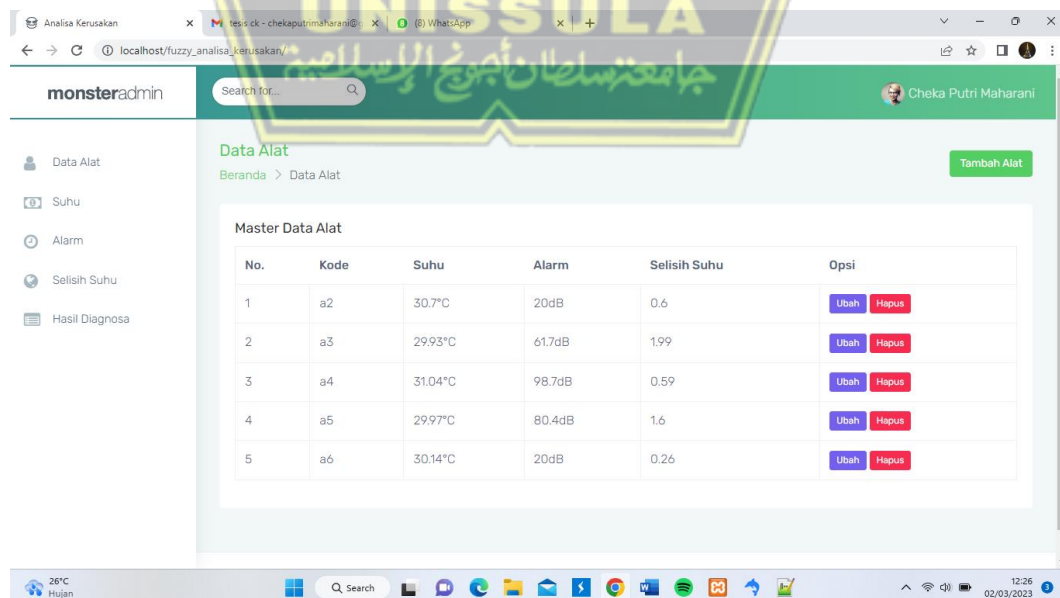 Analisa Kerusakan
tesis ck - chekaputrimaharani@
(8) WhatsApp
UNISSULA
جامعنسلطان أجونج الإسلامية
localhost/fuzzy_analisa_kerusakan/
monsteradmin
Search for...
Cheka Putri Maharani
Data Alat
Suhu
Alarm
Selisih Suhu
Hasil Diagnosa
Data Alat
Beranda > Data Alat
Tambah Alat
Master Data Alat
No. Kode Suhu Alarm Selisih Suhu Opsi
1 a2 30.7°C 20dB 0.6 Ubah Hapus
2 a3 29.93°C 61.7dB 1.99 Ubah Hapus
3 a4 31.04°C 98.7dB 0.59 Ubah Hapus
4 a5 29.97°C 80.4dB 1.6 Ubah Hapus
5 a6 30.14°C 20dB 0.26 Ubah Hapus
26°C
Hujan
Search
12:26
02/03/2023
3